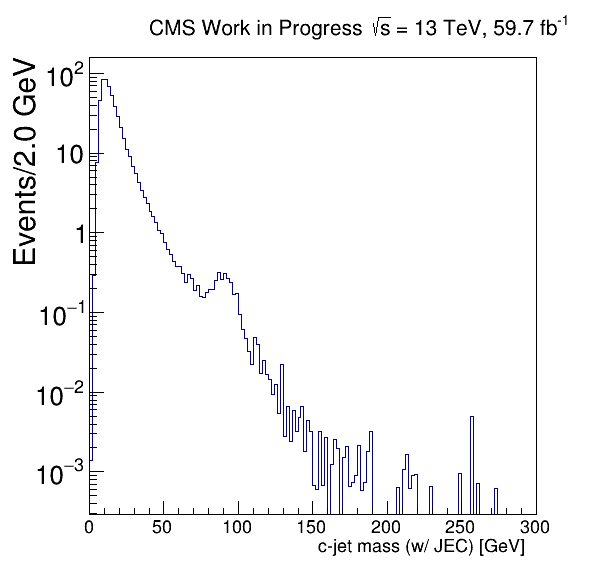 CMS Work in Progress √s = 13 TeV, 59.7 fb⁻¹
Events/2.0 GeV
10²
10
1
10⁻¹
10⁻²
10⁻³
0 50 100 150 200 250 300
c-jet mass (w/ JEC) [GeV]